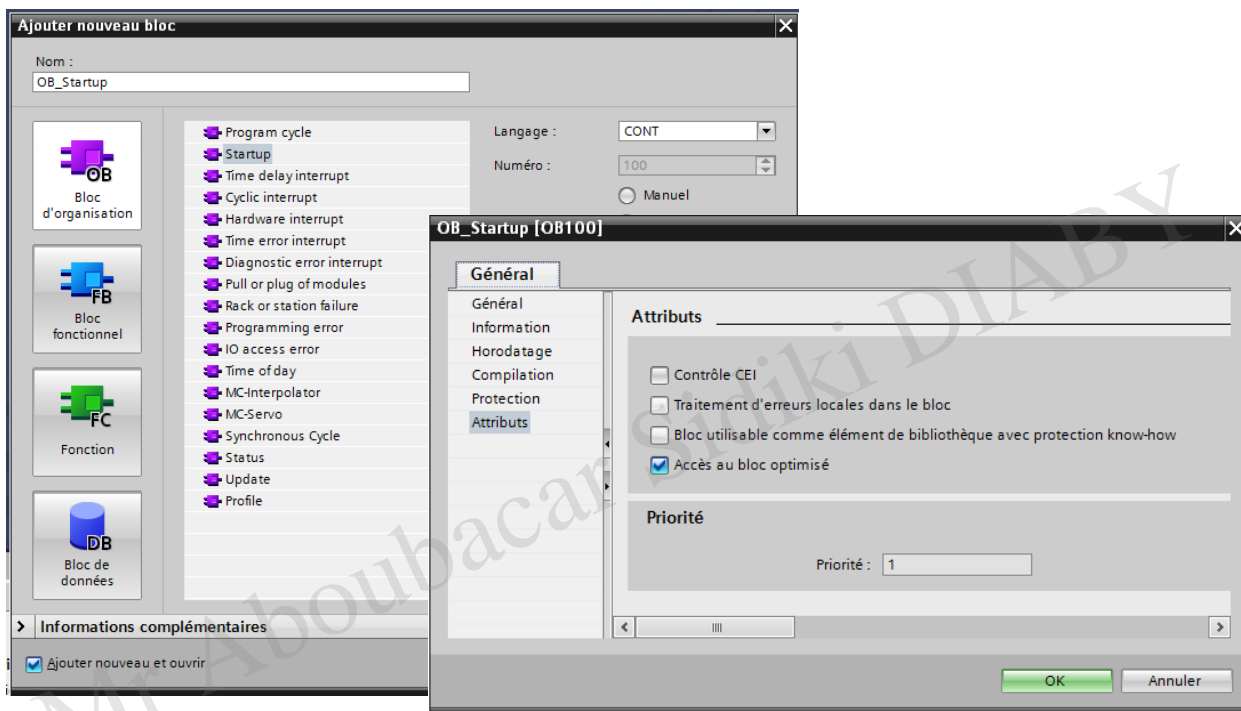 Ajouter nouveau bloc
Nom :
OB_Startup
OB
Bloc
d'organisation
FB
Bloc
fonctionnel
FC
Fonction
DB
Bloc de
données
Program cycle
Startup
Time delay interrupt
Cyclic interrupt
Hardware interrupt
Time error interrupt
Diagnostic error interrupt
Pull or plug of modules
Rack or station failure
Programming error
IO access error
Time of day
MC-Interpolator
MC-Servo
Synchronous Cycle
Status
Update
Profile
Langage : CONT
Numéro : 100
Manuel
Informations complémentaires
Ajouter nouveau et ouvrir
OB_Startup [OB100]
Général
Général
Information
Horodatage
Compilation
Protection
Attributs
Attributs
Contrôle CEI
Traitement d'erreurs locales dans le bloc
Bloc utilisable comme élément de bibliothèque avec protection know-how
Accès au bloc optimisé
Priorité
Priorité : 1
OK Annuler
Mr Aboubacar Sidiki DIABY